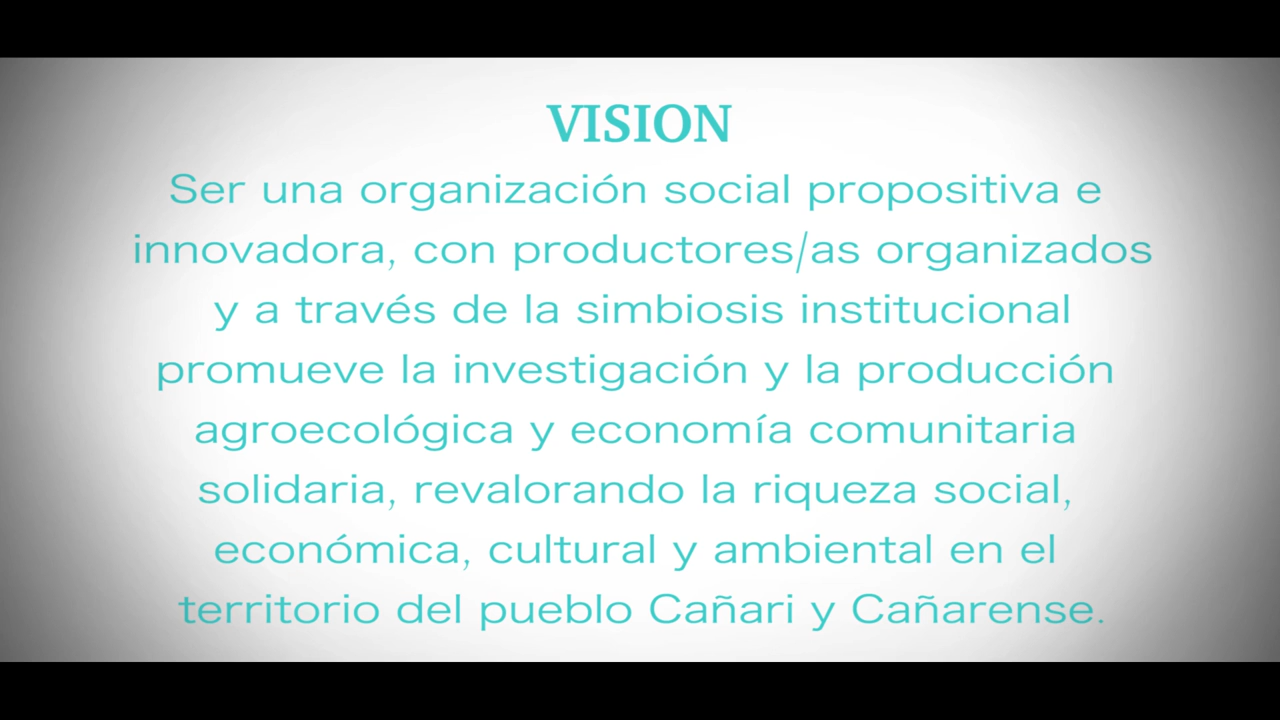 VISION
Ser una organización social propositiva e
innovadora, con productores/as organizados
y a través de la simbiosis institucional
promueve la investigación y la producción
agroecológica y economía comunitaria
solidaria, revalorando la riqueza social,
económica, cultural y ambiental en el
territorio del pueblo Cañari y Cañarense.